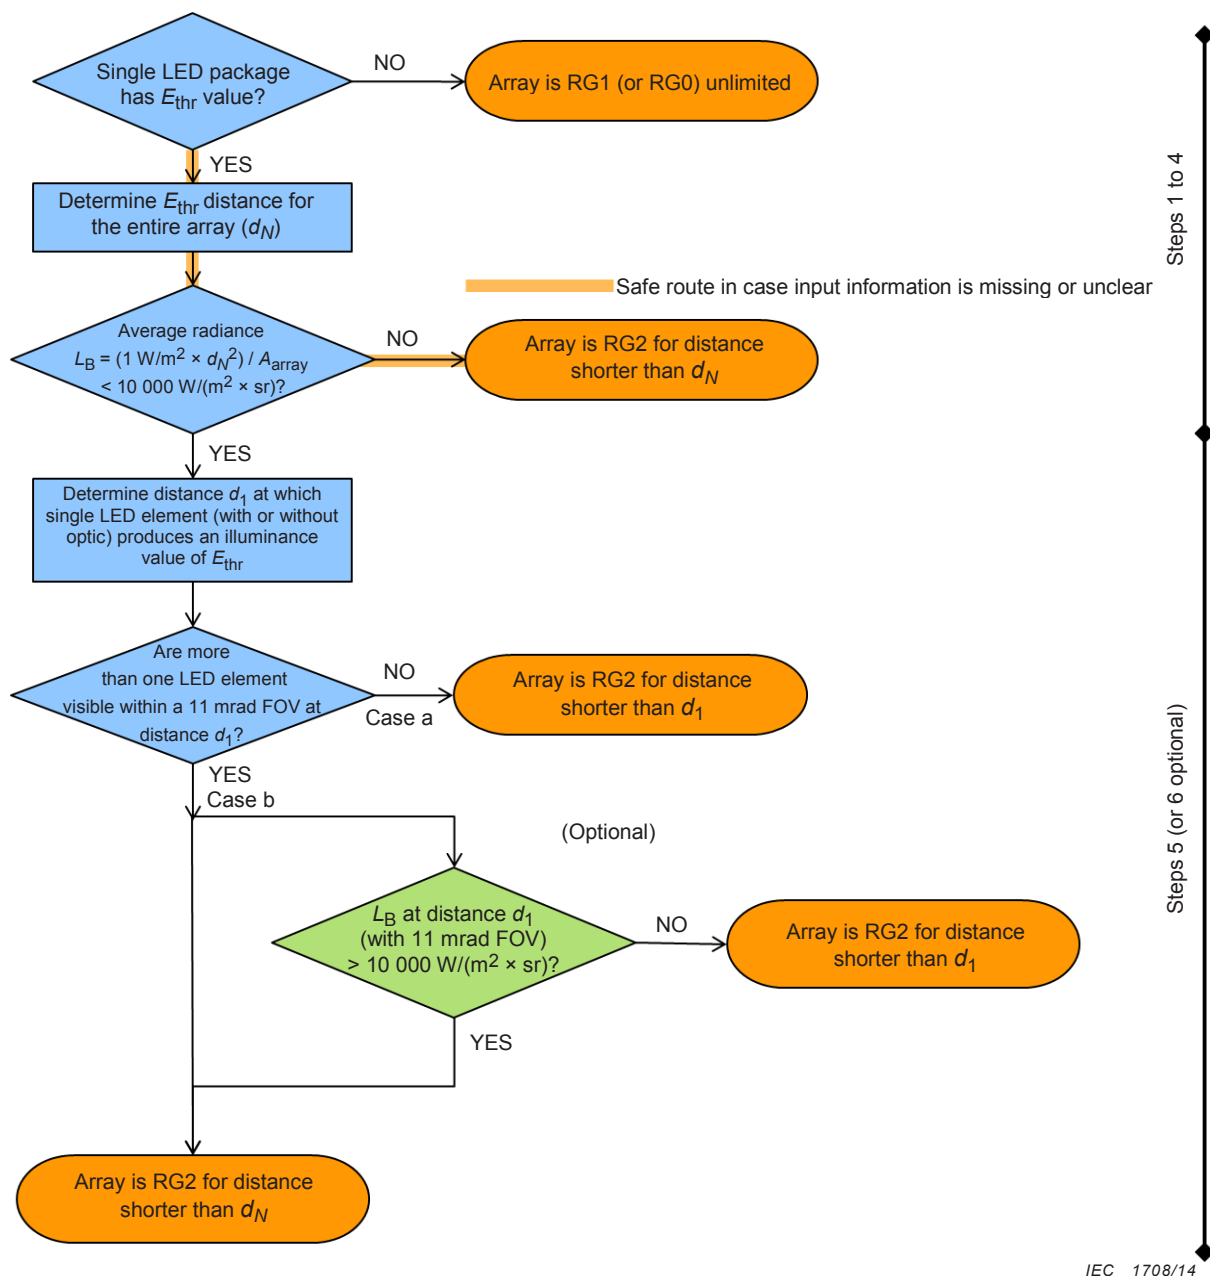 Single LED package
has Ethr value?
NO
Array is RG1 (or RG0) unlimited
YES
Determine Ethr distance for
the entire array (dN)
Safe route in case input information is missing or unclear
Average radiance
LB = (1 W/m² × dN²) / Aarray
< 10 000 W/(m² × sr)?
NO
Array is RG2 for distance
shorter than dN
YES
Determine distance d1 at which
single LED element (with or without
optic) produces an illuminance
value of Ethr
Are more
than one LED element
visible within a 11 mrad FOV at
distance d1?
NO
Case a
Array is RG2 for distance
shorter than d1
YES
Case b
(Optional)
LB at distance d1
(with 11 mrad FOV)
> 10 000 W/(m² × sr)?
NO
Array is RG2 for distance
shorter than d1
YES
Array is RG2 for distance
shorter than dN
Steps 1 to 4
Steps 5 (or 6 optional)
IEC 1708/14